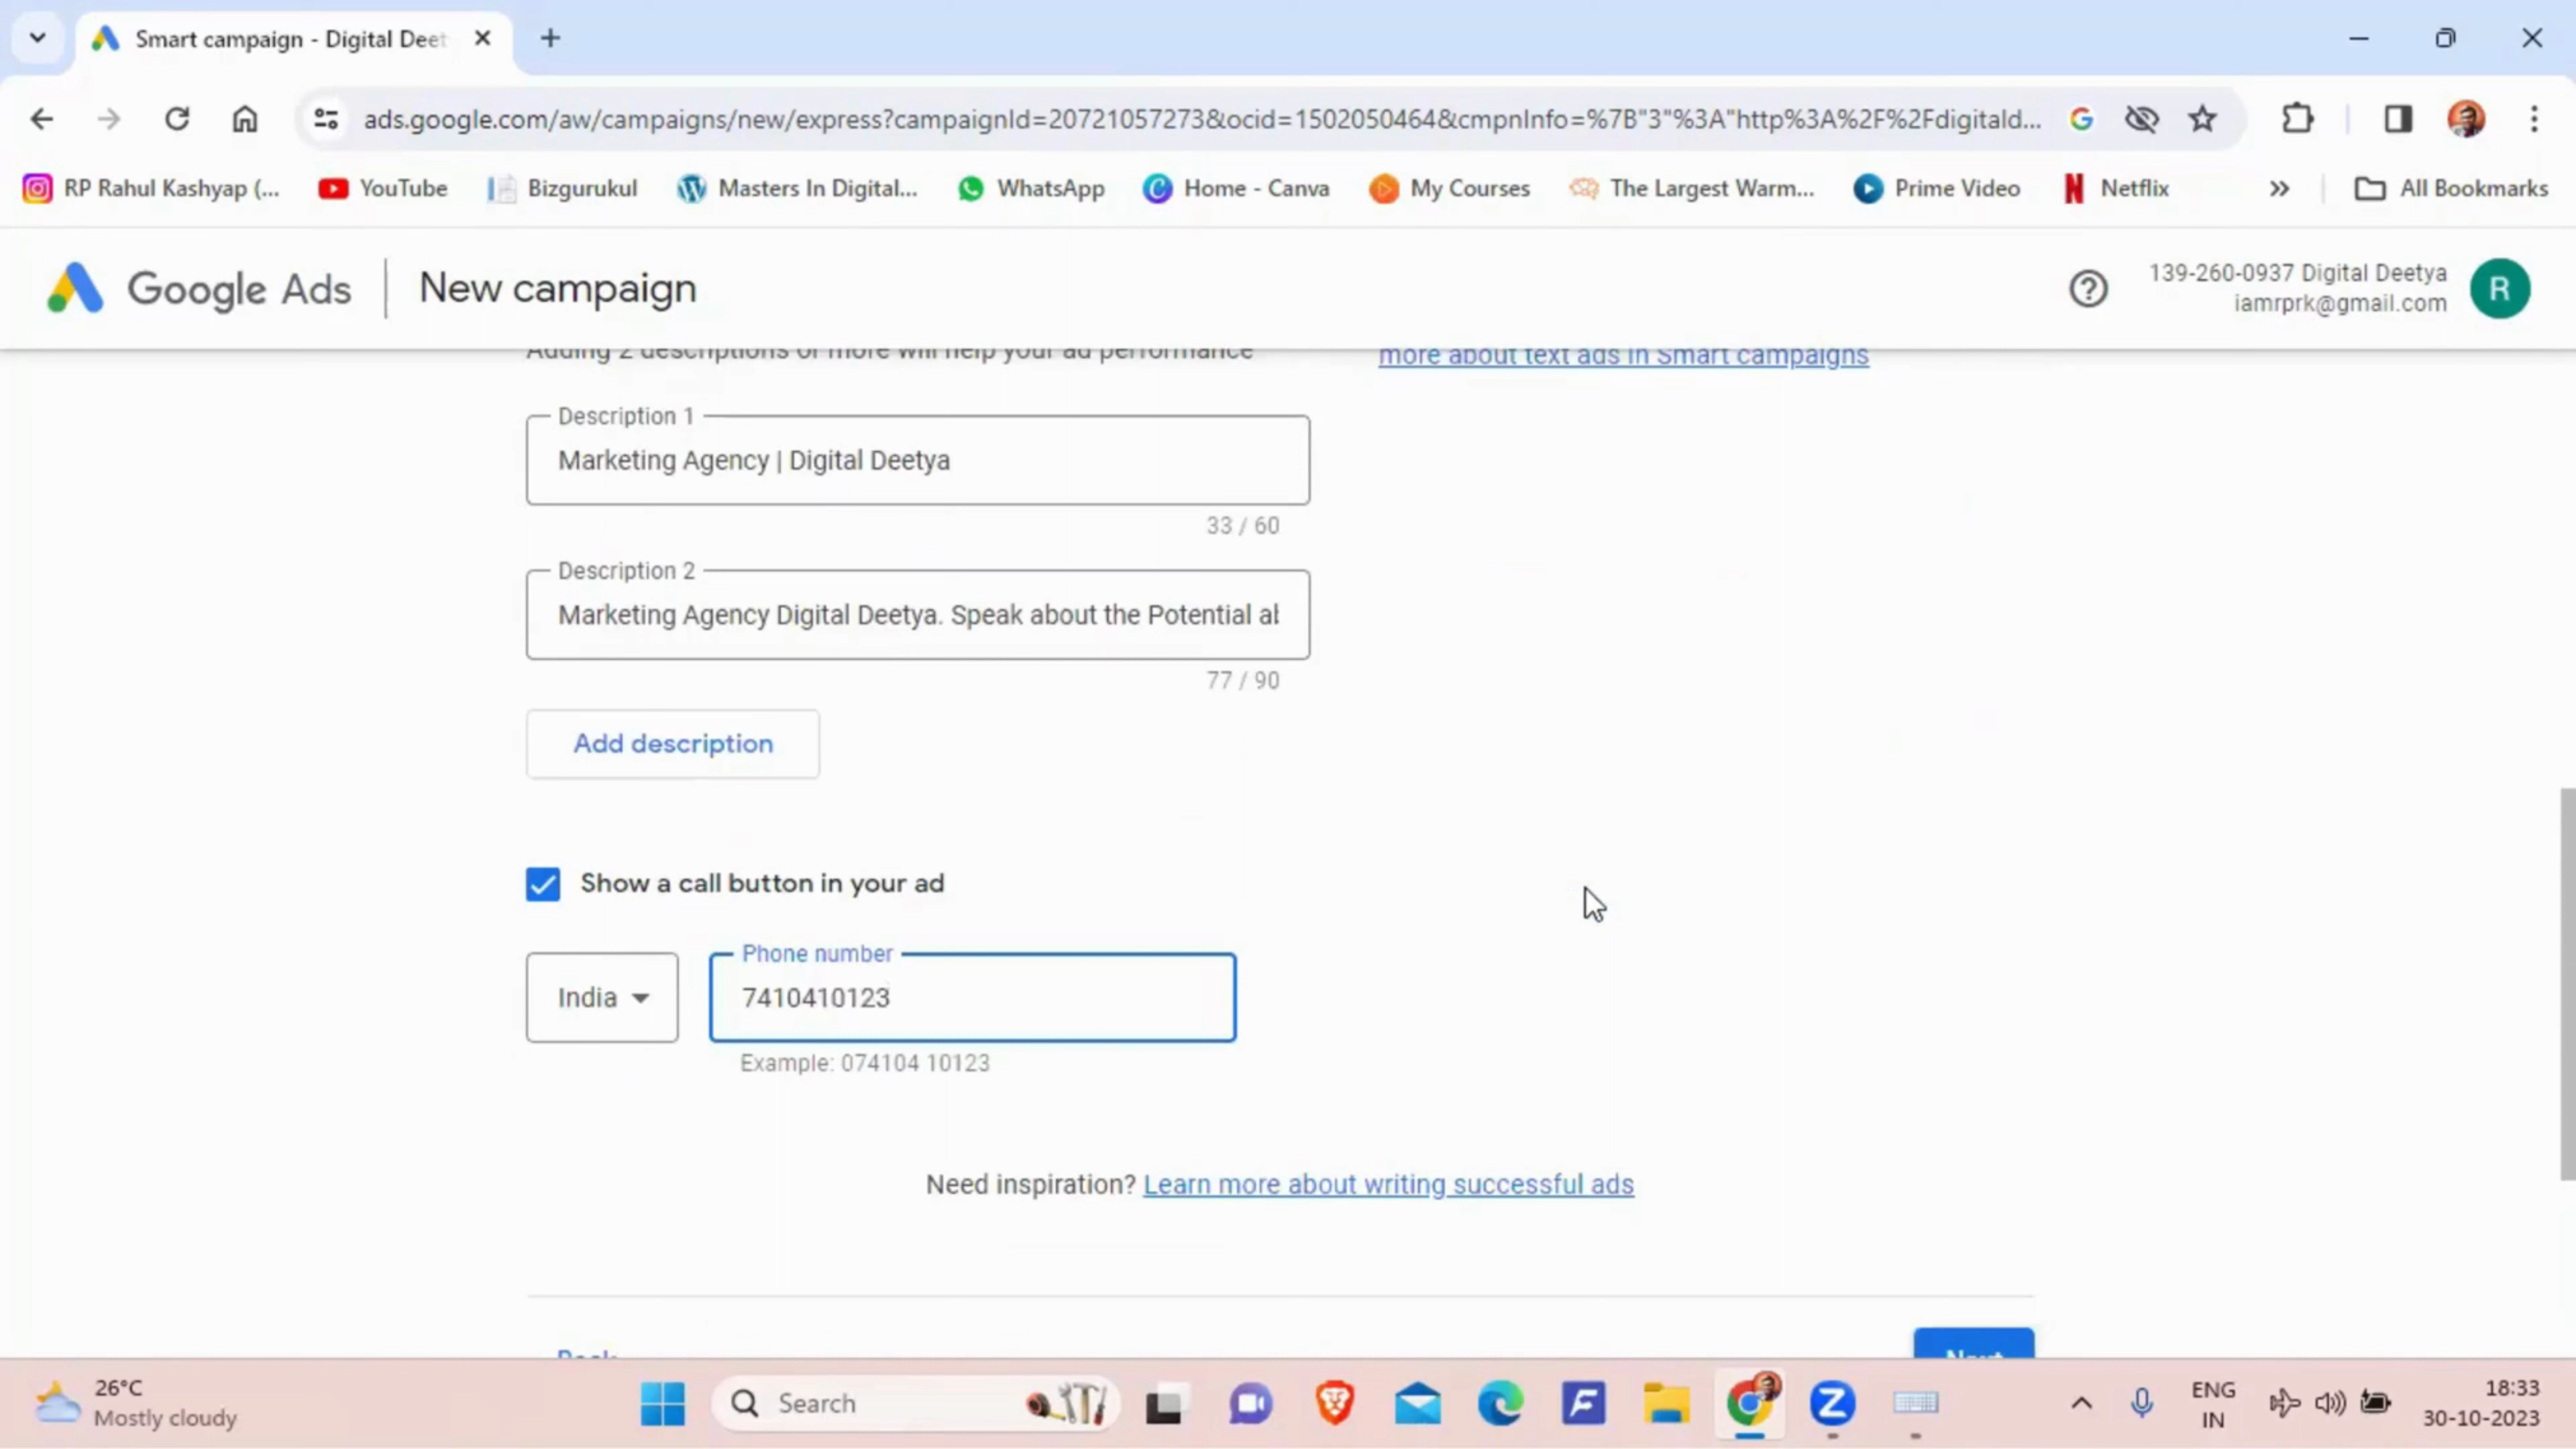 Smart campaign - Digital Deet
ads.google.com/aw/campaigns/new/express?campaignId=20721057273&ocid=1502050464&cmpnInfo=%7B"3"%3A"http%3A%2F%2Fdigitald...
RP Rahul Kashyap (...
YouTube
Bizgurukul
Masters In Digital...
WhatsApp
Home - Canva
My Courses
The Largest Warm...
Prime Video
Netflix
All Bookmarks
Google Ads
New campaign
139-260-0937 Digital Deetya
iamrprk@gmail.com
R
Adding 2 descriptions or more will help your ad performance
more about text ads in Smart campaigns
Description 1
Marketing Agency | Digital Deetya
33 / 60
Description 2
Marketing Agency Digital Deetya. Speak about the Potential
77 / 90
Add description
Show a call button in your ad
India
Phone number
7410410123
Example: 074104 10123
Need inspiration? Learn more about writing successful ads
Back
Next
26°C
Mostly cloudy
Search
ENG
IN
18:33
30-10-2023